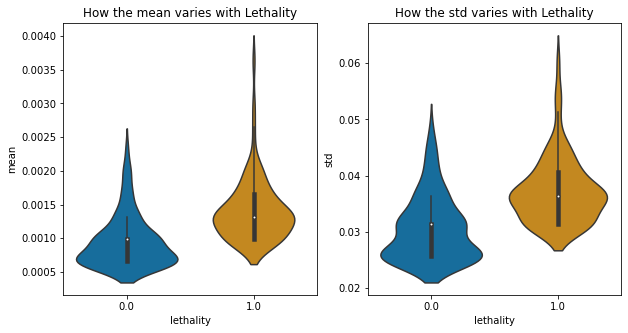 How the mean varies with Lethality
mean
0.0040
0.0035
0.0030
0.0025
0.0020
0.0015
0.0010
0.0005
0.0
1.0
lethality
How the std varies with Lethality
std
0.06
0.05
0.04
0.03
0.02
0.0
1.0
lethality